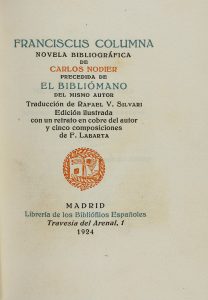 FRANCISCUS COLUMNA
NOVELA BIBLIOGRÁFICA
DE
CARLOS NODIER
PRECEDIDA DE
EL BIBLIÓMANO
DEL MISMO AUTOR
Traducción de RAFAEL V. SILVARI
Edición ilustrada
con un retrato en cobre del autor
y cinco composiciones
de F. LABARTA
MADRID
Librería de los Bibliófilos Españoles
Travesía del Arenal, 1
1924